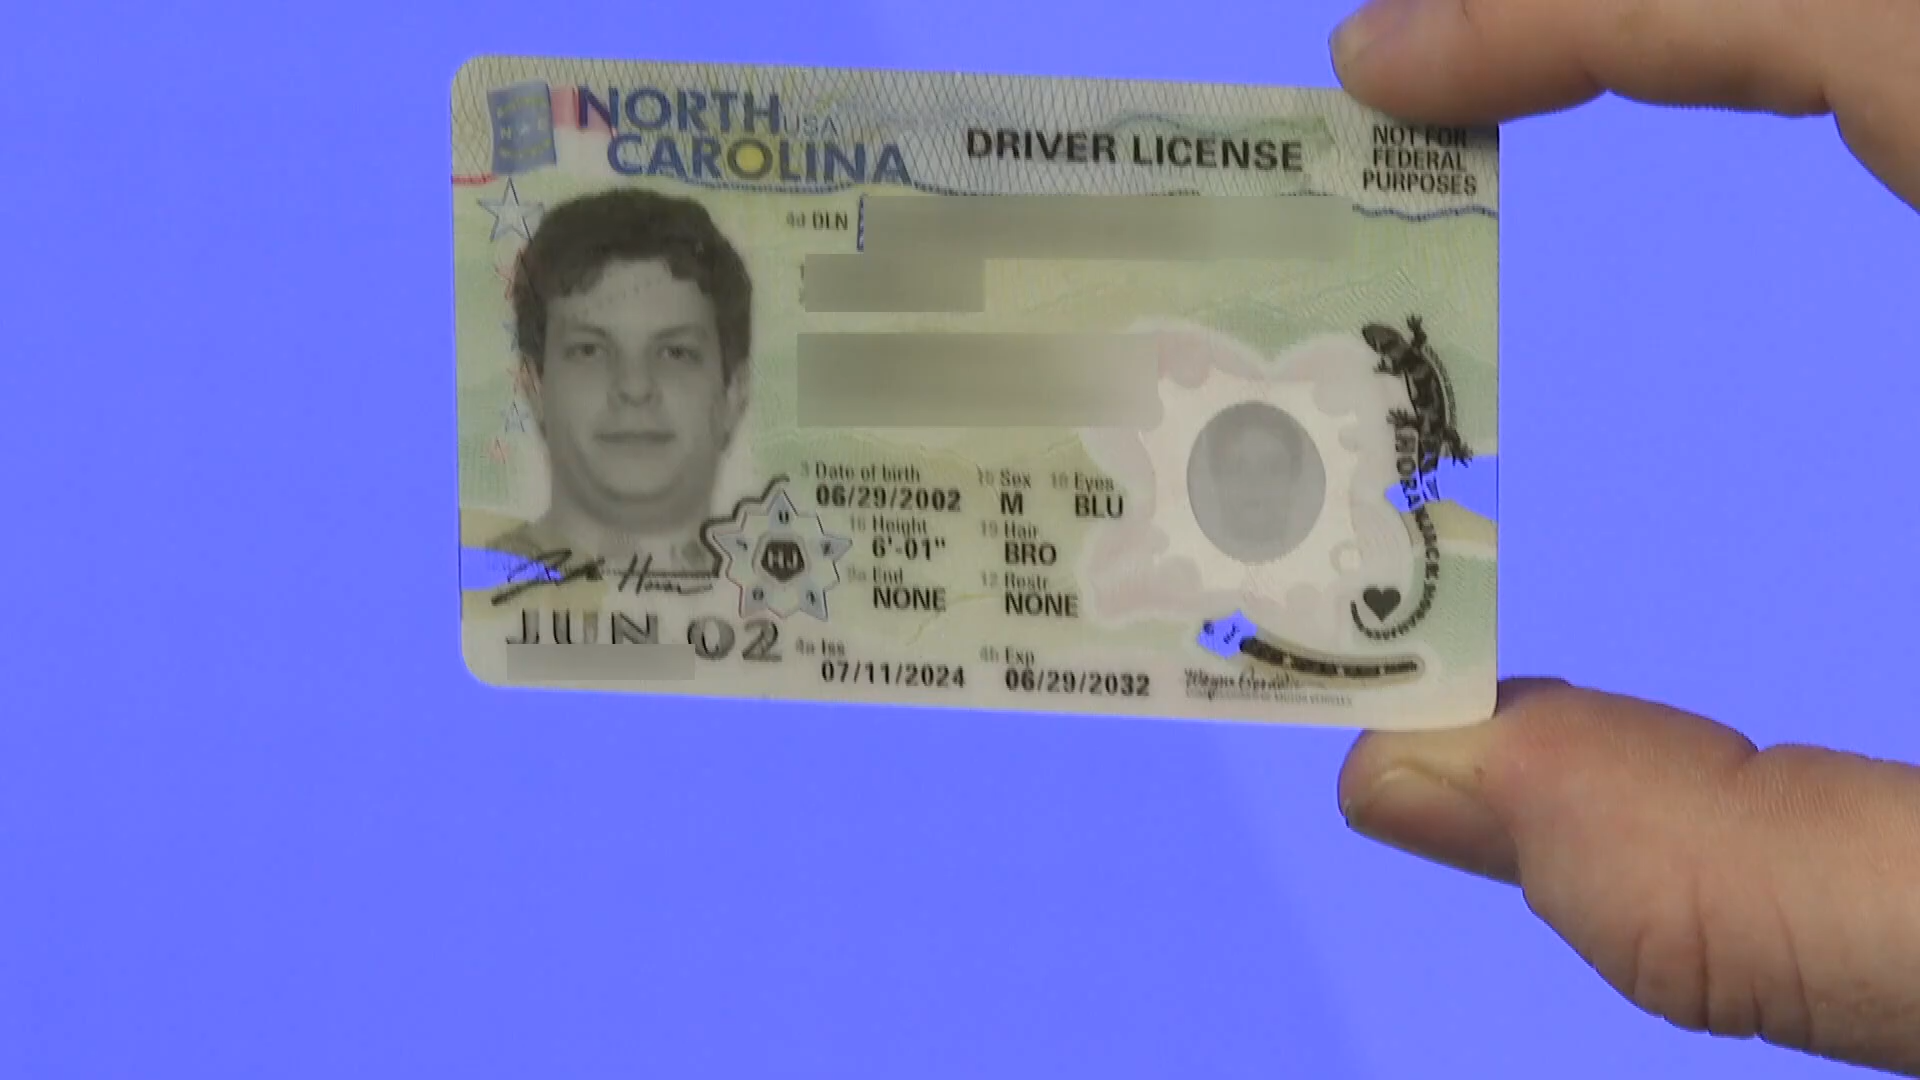 NORTH USA
CAROLINA
DRIVER LICENSE
NOT FOR
FEDERAL
PURPOSES
4d DLN
3 Date of birth
06/29/2002
15 Sex
M
18 Eyes
BLU
16 Height
6'-01"
19 Hair
BRO
9a End
NONE
12 Restr
NONE
JUN 02
4a Iss
07/11/2024
4b Exp
06/29/2032